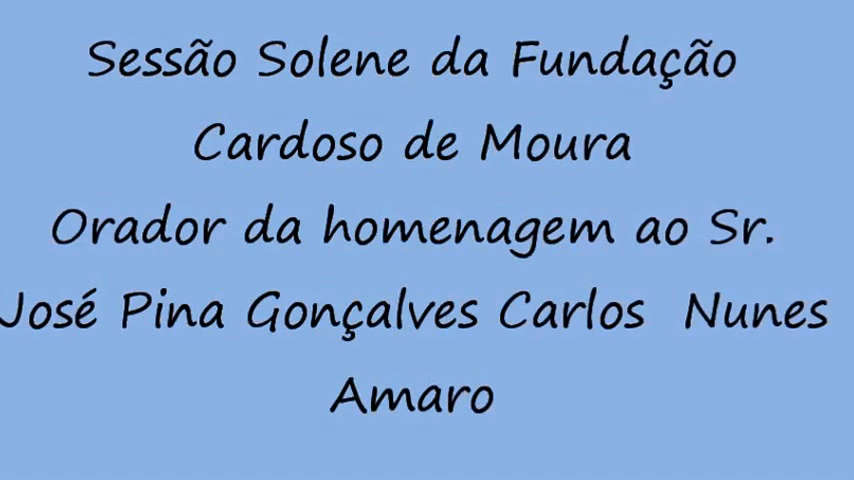 Sessão Solene da Fundação
Cardoso de Moura
Orador da homenagem ao Sr.
José Pina Gonçalves Carlos Nunes
Amaro